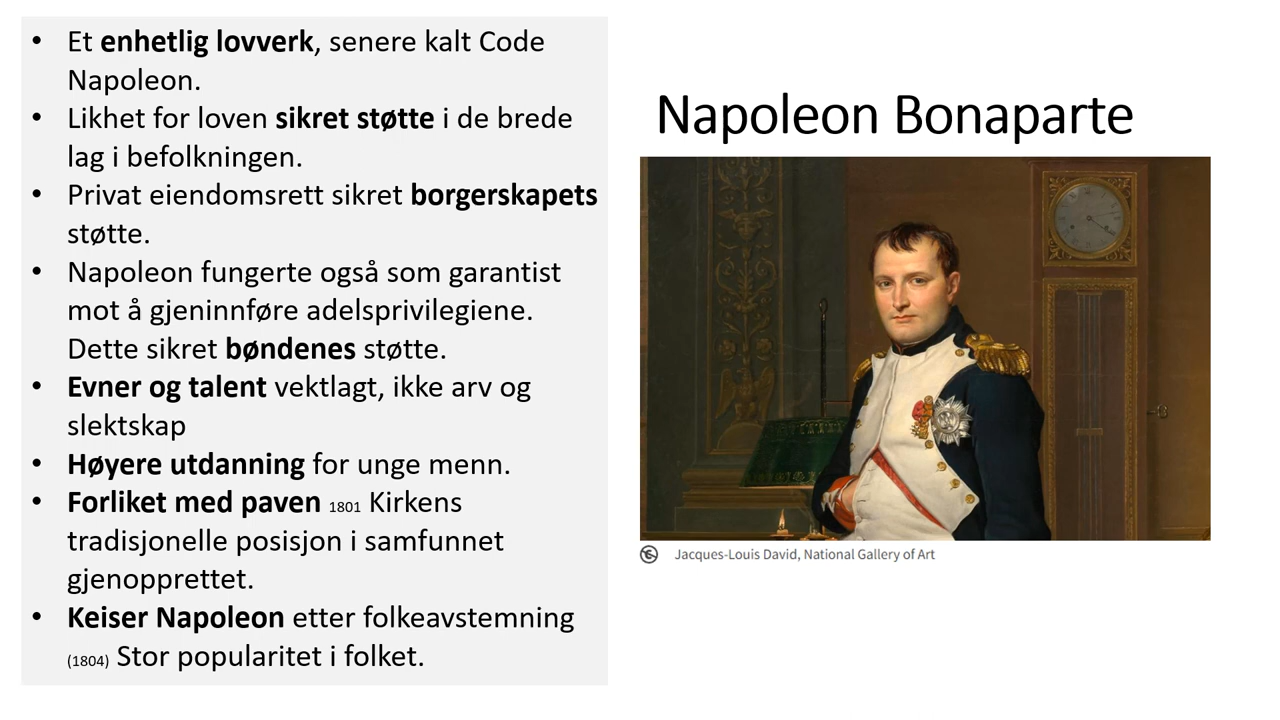 • Et enhetlig lovverk, senere kalt Code
Napoleon.
• Likhet for loven sikret støtte i de brede
lag i befolkningen.
• Privat eiendomsrett sikret borgerskapets
støtte.
• Napoleon fungerte også som garantist
mot å gjeninnføre adelsprivilegiene.
Dette sikret bøndenes støtte.
• Evner og talent vektlagt, ikke arv og
slektskap
• Høyere utdanning for unge menn.
• Forliket med paven 1801 Kirkens
tradisjonelle posisjon i samfunnet
gjenopprettet.
• Keiser Napoleon etter folkeavstemning
(1804) Stor popularitet i folket.
Napoleon Bonaparte
Jacques-Louis David, National Gallery of Art